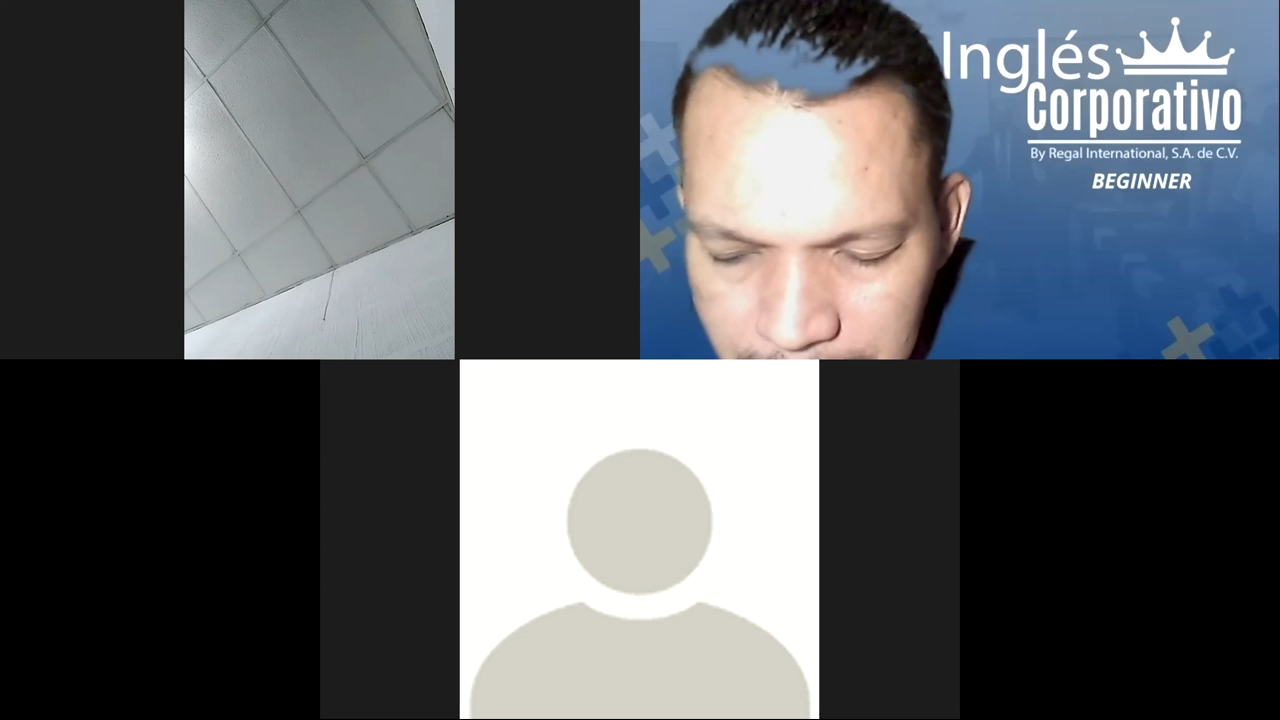 Inglés
Corporativo
By Regal International, S.A. de C.V.
BEGINNER